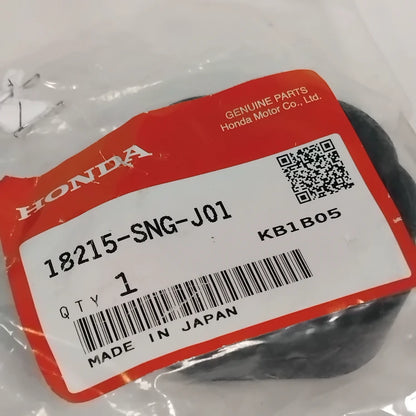 GENUINE PARTS
Honda Motor Co., Ltd.
HONDA
18215-SNG-J01
KB1B05
QTY 1
MADE IN JAPAN